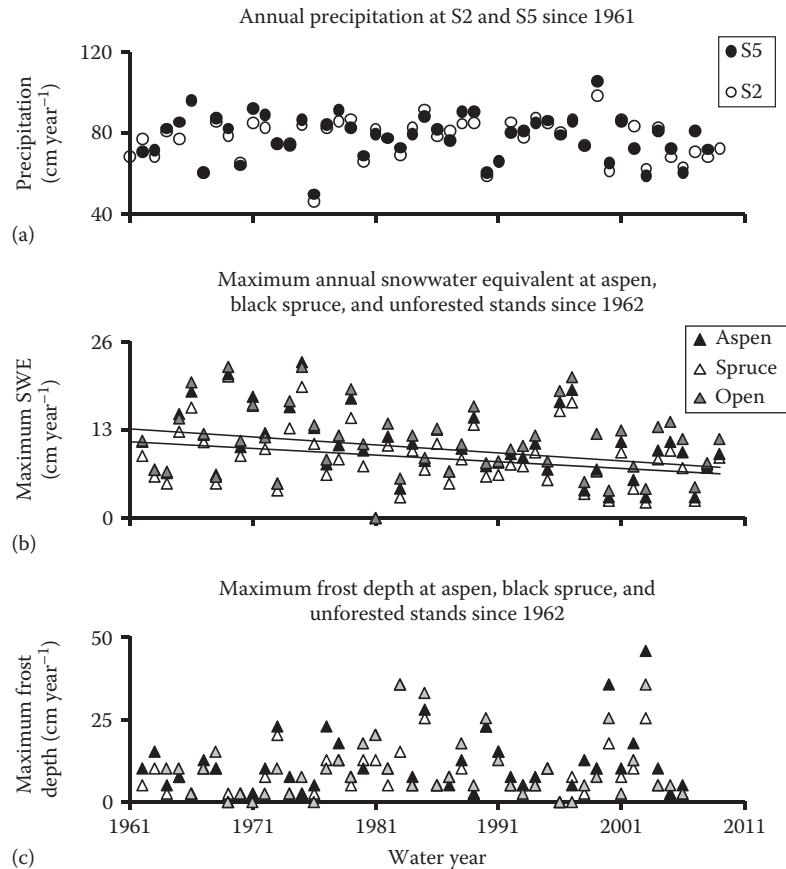 Annual precipitation at S2 and S5 since 1961
Precipitation
(cm year⁻¹)
120
80
40
S5
S2
(a)
Maximum annual snowwater equivalent at aspen,
black spruce, and unforested stands since 1962
Maximum SWE
(cm year⁻¹)
26
13
0
Aspen
Spruce
Open
(b)
Maximum frost depth at aspen, black spruce, and
unforested stands since 1962
Maximum frost
depth (cm year⁻¹)
50
25
0
1961
1971
1981
1991
2001
2011
(c)
Water year